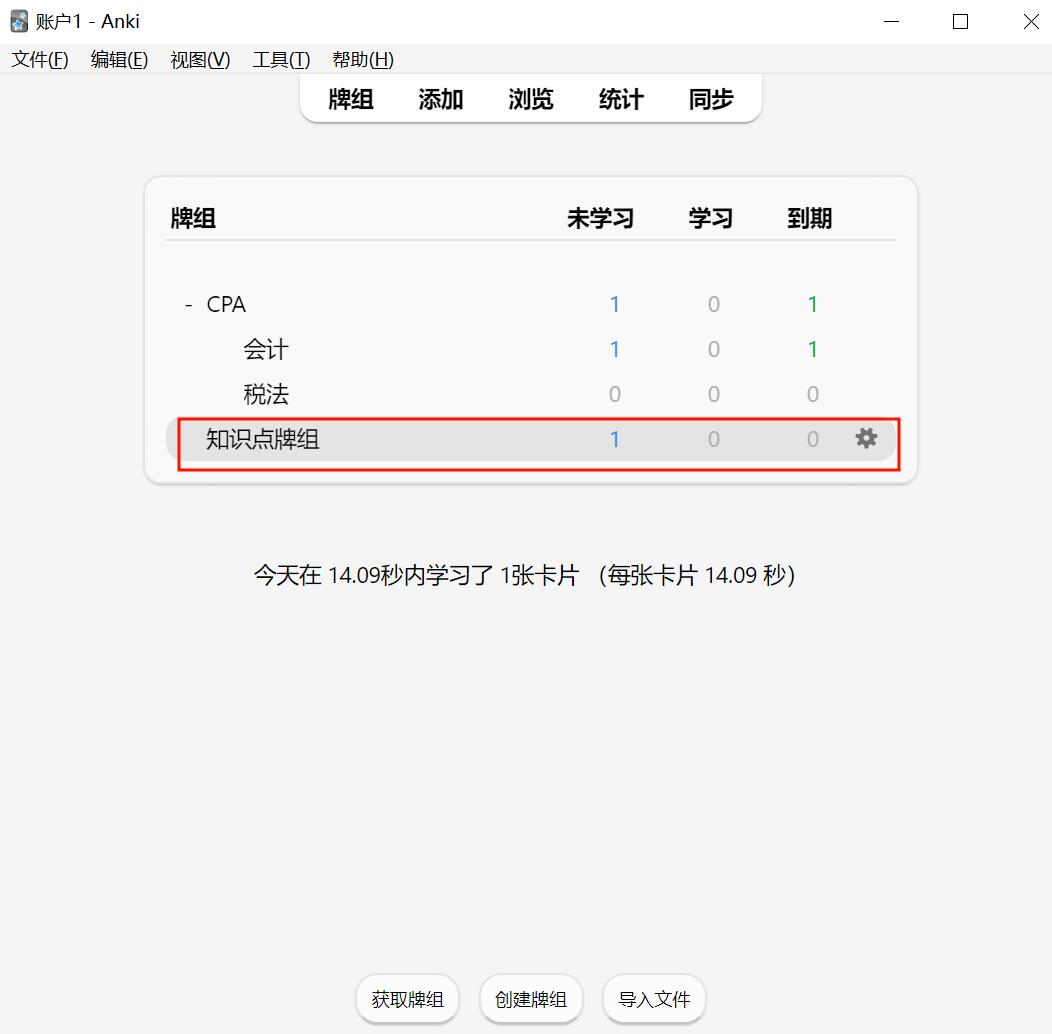 账户1 - Anki
文件(F) 编辑(E) 视图(V) 工具(T) 帮助(H)
牌组 添加 浏览 统计 同步
牌组 未学习 学习 到期
- CPA 1 0 1
会计 1 0 1
税法 0 0 0
知识点牌组 1 0 0
今天在 14.09秒内学习了 1张卡片 （每张卡片 14.09 秒）
获取牌组 创建牌组 导入文件